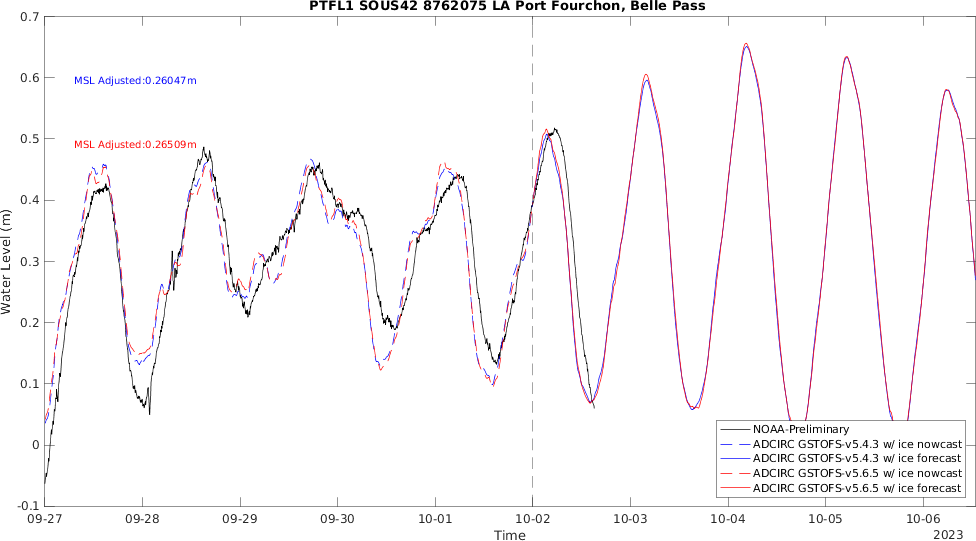 PTFL1 SOUS42 8762075 LA Port Fourchon, Belle Pass
0.7
0.6
0.5
0.4
0.3
0.2
0.1
0
-0.1
Water Level (m)
MSL Adjusted:0.26047m
MSL Adjusted:0.26509m
NOAA-Preliminary
ADCIRC GSTOFS-v5.4.3 w/ ice nowcast
ADCIRC GSTOFS-v5.4.3 w/ ice forecast
ADCIRC GSTOFS-v5.6.5 w/ ice nowcast
ADCIRC GSTOFS-v5.6.5 w/ ice forecast
09-27 09-28 09-29 09-30 10-01 10-02 10-03 10-04 10-05 10-06
Time
2023